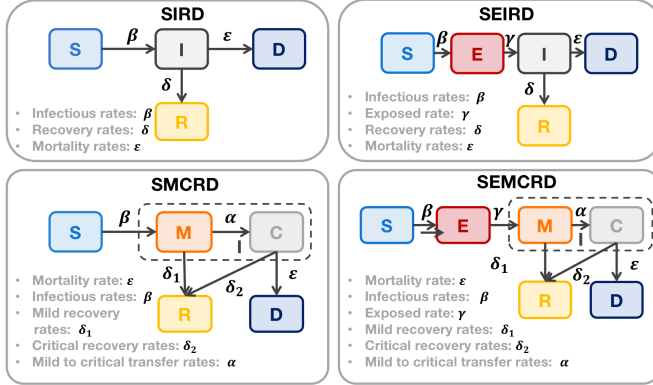 SIRD
S
β
I
ε
D
δ
R
• Infectious rates: β
• Recovery rates: δ
• Mortality rates: ε
SEIRD
S
β
E
γ
I
ε
D
δ
R
• Infectious rates: β
• Exposed rate: γ
• Recovery rates: δ
• Mortality rates: ε
SMCRD
S
β
M
α
C
I
δ₁
δ₂
ε
R
D
• Mortality rate: ε
• Infectious rates: β
• Mild recovery
rates: δ₁
• Critical recovery rates: δ₂
• Mild to critical transfer rates: α
SEMCRD
S
β
E
γ
M
α
C
I
δ₁
δ₂
ε
R
D
• Mortality rate: ε
• Infectious rates: β
• Exposed rate: γ
• Mild recovery rates: δ₁
• Critical recovery rates: δ₂
• Mild to critical transfer rates: α